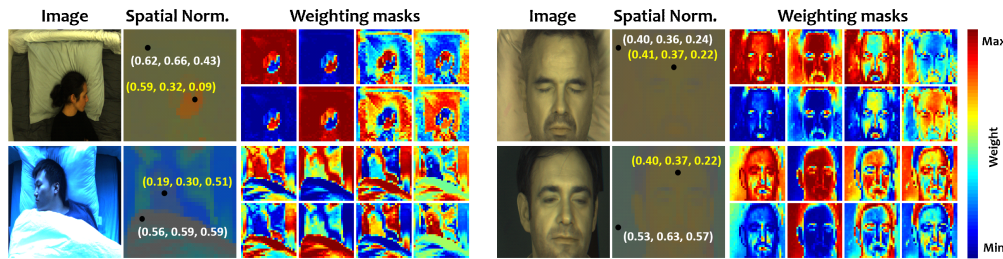 Image Spatial Norm. Weighting masks
(0.62, 0.66, 0.43)
(0.59, 0.32, 0.09)
(0.19, 0.30, 0.51)
(0.56, 0.59, 0.59)
Image Spatial Norm. Weighting masks
(0.40, 0.36, 0.24)
(0.41, 0.37, 0.22)
(0.40, 0.37, 0.22)
(0.53, 0.63, 0.57)
Max
Weight
Min